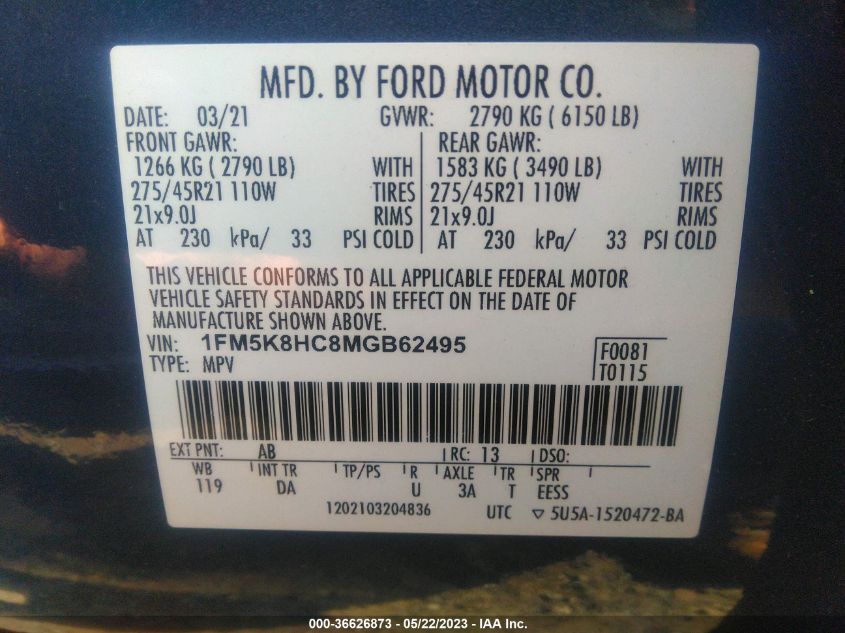 MFD. BY FORD MOTOR CO.
DATE: 03/21 GVWR: 2790 KG ( 6150 LB)
FRONT GAWR: REAR GAWR:
1266 KG ( 2790 LB) WITH 1583 KG ( 3490 LB) WITH
275/45R21 110W TIRES 275/45R21 110W TIRES
21x9.0J RIMS 21x9.0J RIMS
AT 230 kPa/ 33 PSI COLD AT 230 kPa/ 33 PSI COLD
THIS VEHICLE CONFORMS TO ALL APPLICABLE FEDERAL MOTOR
VEHICLE SAFETY STANDARDS IN EFFECT ON THE DATE OF
MANUFACTURE SHOWN ABOVE.
VIN: 1FM5K8HC8MGB62495 F0081
TYPE: MPV T0115
EXT PNT: AB RC: 13 DSO:
WB INT TR TP/PS R AXLE TR SPR
119 DA U 3A T EESS
1202103204836 UTC ▽ 5U5A-1520472-BA
000-36626873 - 05/22/2023 - IAA Inc.